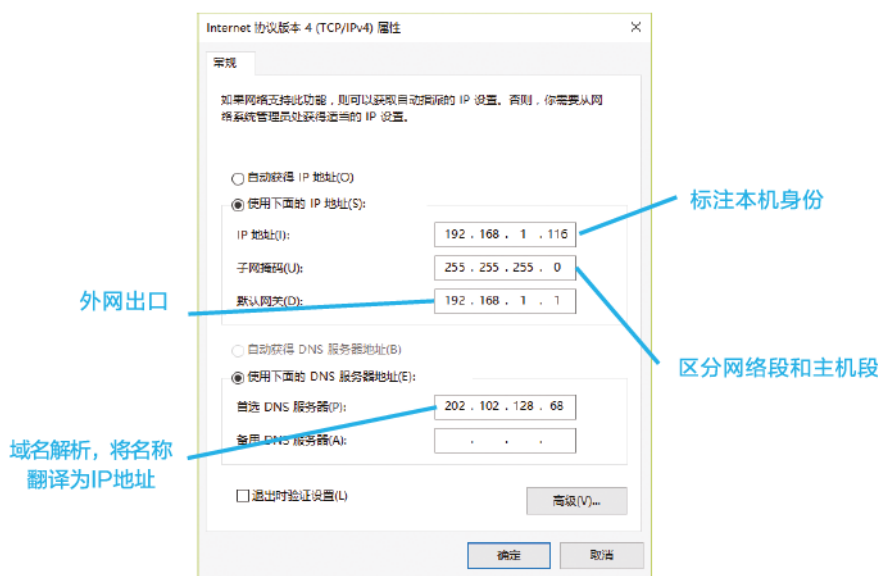 Internet 协议版本 4 (TCP/IPv4) 属性
常规
如果网络支持此功能，则可以获取自动指派的 IP 设置。否则，你需要从网
络系统管理员处获得适当的 IP 设置。
自动获得 IP 地址(O)
使用下面的 IP 地址(S):
IP 地址(I):
192 . 168 . 1 . 116
标注本机身份
子网掩码(U):
255 . 255 . 255 . 0
区分网络段和主机段
默认网关(D):
192 . 168 . 1 . 1
外网出口
自动获得 DNS 服务器地址(B)
使用下面的 DNS 服务器地址(E):
首选 DNS 服务器(P):
202 . 102 . 128 . 68
域名解析，将名称
翻译为IP地址
备用 DNS 服务器(A):
. . .
退出时验证设置(L)
高级(V)...
确定
取消